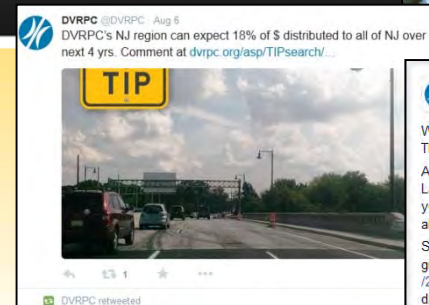 DVRPC @DVRPC · Aug 6
DVRPC's NJ region can expect 18% of $ distributed to all of NJ over
next 4 yrs. Comment at dvrpc.org/asp/TIPsearch/...
TIP
1
DVRPC retweeted
W
T
A
L
y
a
S
g
/2
d